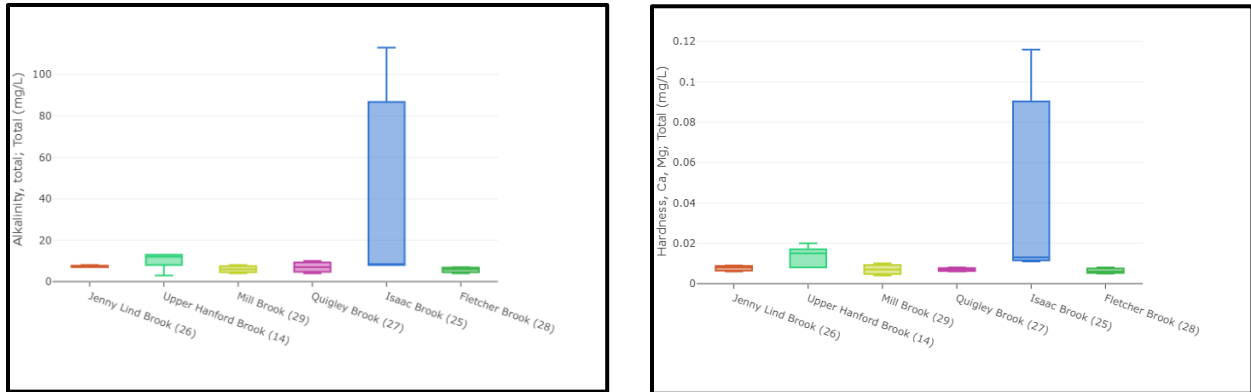 Alkalinity, total; Total (mg/L)
100
80
60
40
20
0
Jenny Lind Brook (26)
Upper Hanford Brook (14)
Mill Brook (29)
Quigley Brook (27)
Isaac Brook (25)
Fletcher Brook (28)
Hardness, Ca, Mg; Total (mg/L)
0.12
0.1
0.08
0.06
0.04
0.02
0
Jenny Lind Brook (26)
Upper Hanford Brook (14)
Mill Brook (29)
Quigley Brook (27)
Isaac Brook (25)
Fletcher Brook (28)